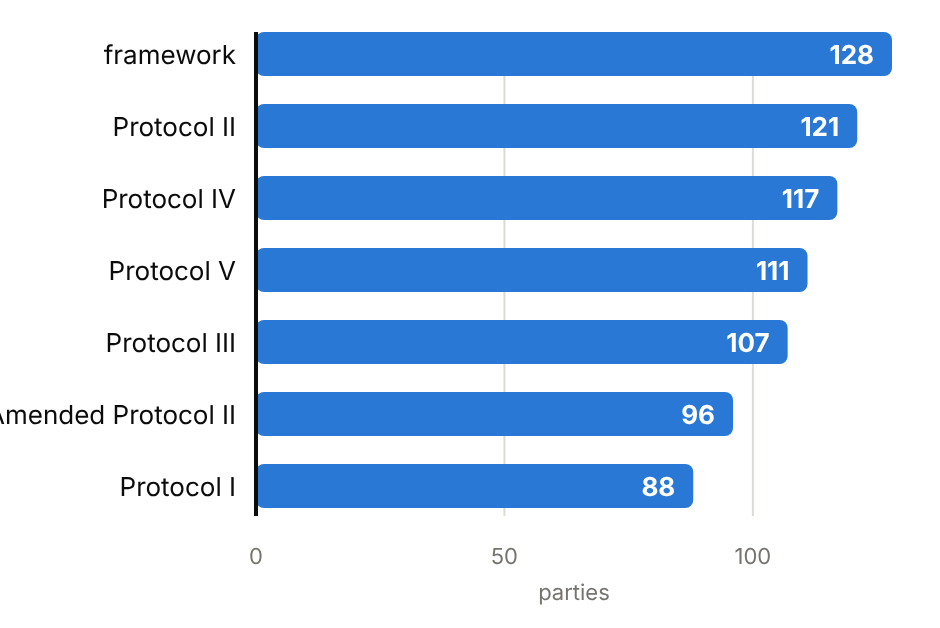 framework 128
Protocol II 121
Protocol IV 117
Protocol V 111
Protocol III 107
Amended Protocol II 96
Protocol I 88
0 50 100
parties